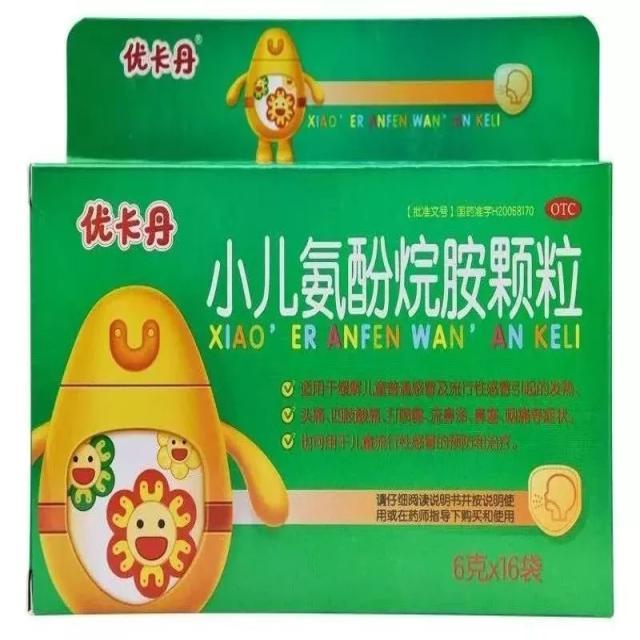 优卡丹®
XIAO' ER ANFEN WAN' AN KELI
【批准文号】国药准字H20068170
OTC
优卡丹
小儿氨酚烷胺颗粒
XIAO' ER ANFEN WAN' AN KELI
适用于缓解儿童普通感冒及流行性感冒引起的发热、
头痛、四肢酸痛、打喷嚏、流鼻涕、鼻塞、咽痛等症状，
也可用于儿童流行性感冒的预防和治疗。
请仔细阅读说明书并按说明使
用或在药师指导下购买和使用
6克x16袋